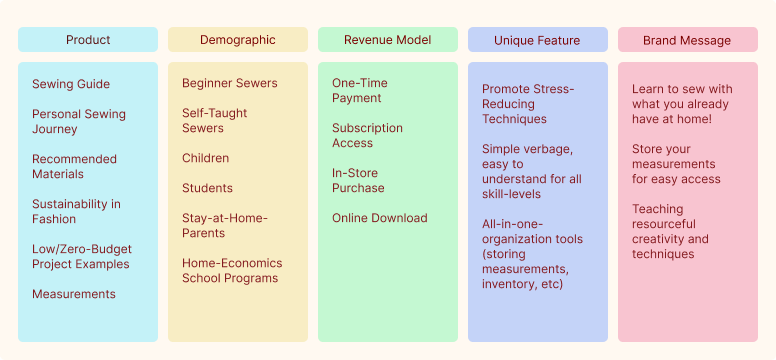 Product
Sewing Guide
Personal Sewing
Journey
Recommended
Materials
Sustainability in
Fashion
Low/Zero-Budget
Project Examples
Measurements
Demographic
Beginner Sewers
Self-Taught
Sewers
Children
Students
Stay-at-Home-
Parents
Home-Economics
School Programs
Revenue Model
One-Time
Payment
Subscription
Access
In-Store
Purchase
Online Download
Unique Feature
Promote Stress-
Reducing
Techniques
Simple verbage,
easy to
understand for all
skill-levels
All-in-one-
organization tools
(storing
measurements,
inventory, etc)
Brand Message
Learn to sew with
what you already
have at home!
Store your
measurements
for easy access
Teaching
resourceful
creativity and
techniques